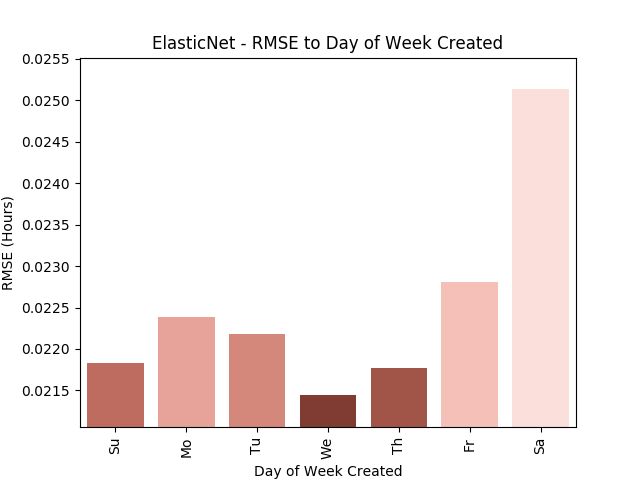 ElasticNet - RMSE to Day of Week Created
0.0255
0.0250
0.0245
0.0240
0.0235
0.0230
0.0225
0.0220
0.0215
RMSE (Hours)
Su Mo Tu We Th Fr Sa
Day of Week Created